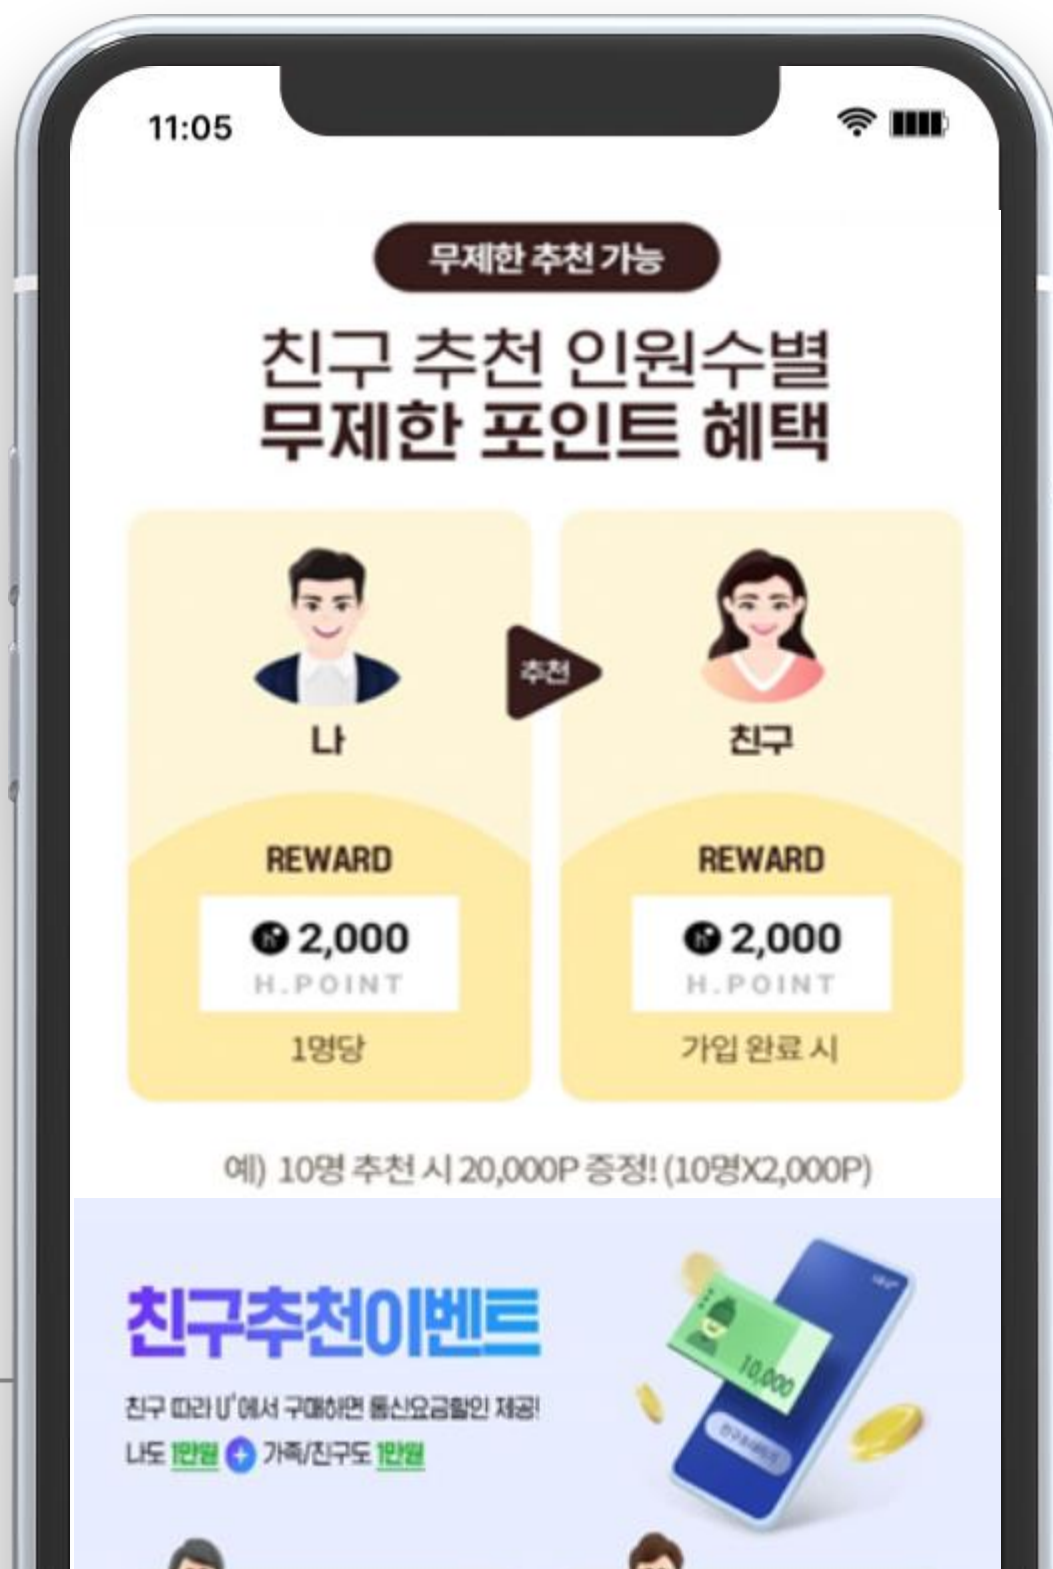 11:05
무제한 추천 가능
친구 추천 인원수별
무제한 포인트 혜택
추천
나
친구
REWARD
REWARD
2,000
2,000
H.POINT
H.POINT
1명당
가입 완료 시
예) 10명 추천 시 20,000P 증정! (10명X2,000P)
친구추천이벤트
10,000
친구 따라 U⁺에서 구매하면 통신요금할인 제공!
나도 1만원 + 가족/친구도 1만원